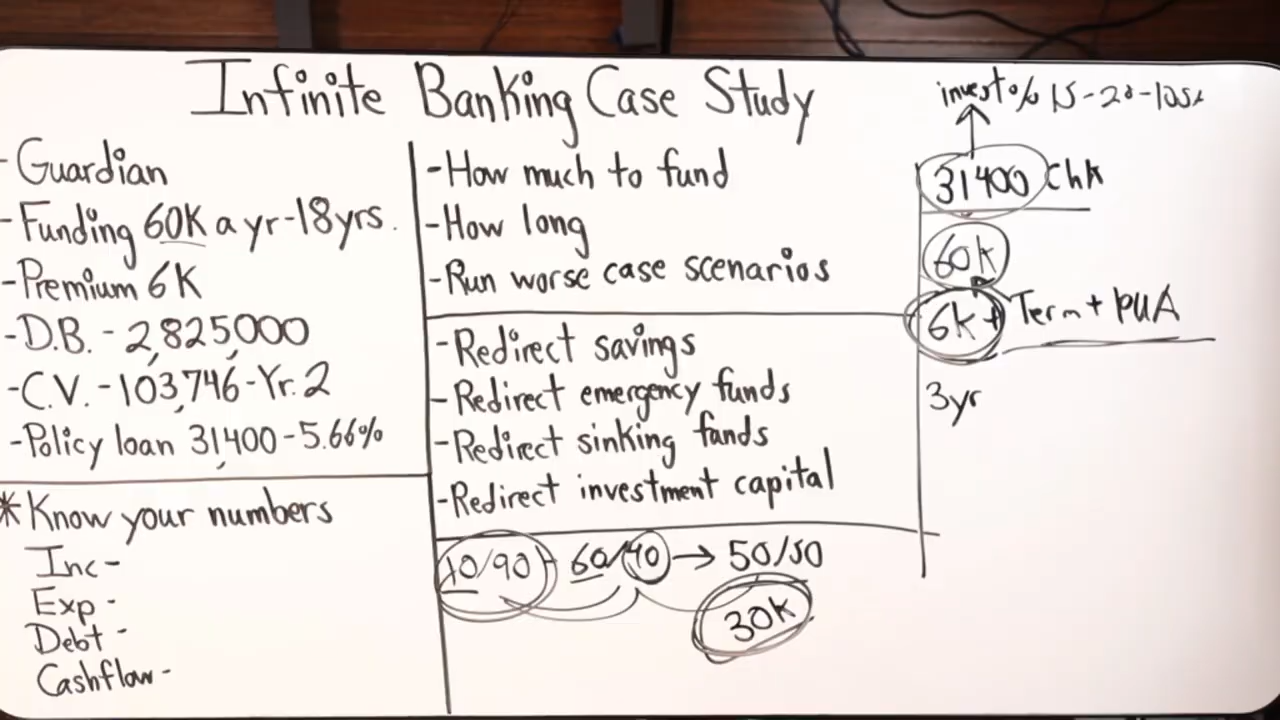 Infinite Banking Case Study
- Guardian
- Funding 60K a yr - 18yrs.
- Premium 6K
- D.B. - 2,825,000
- C.V. - 103,746 - Yr. 2
- Policy loan 31,400 - 5.66%
* Know your numbers
Inc -
Exp -
Debt -
Cashflow -
- How much to fund
- How long
- Run worse case scenarios
- Redirect savings
- Redirect emergency funds
- Redirect sinking funds
- Redirect investment capital
10/90 - 60/40 → 50/50
30K
invest % 15-20-
31400 Chk
60K
6K + Term + PUA
3yr